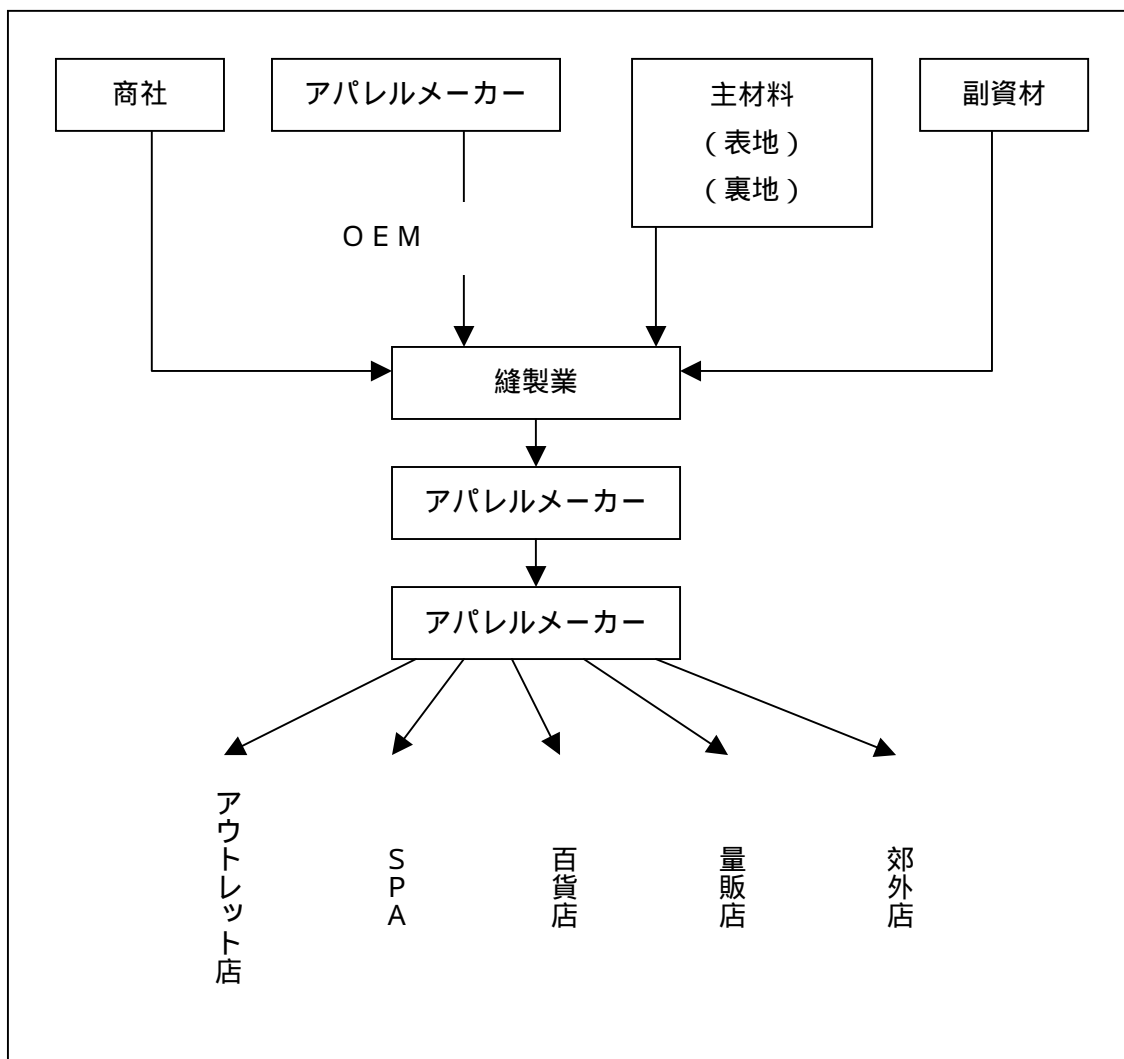 商社
アパレルメーカー
主材料
（表地）
（裏地）
副資材
ＯＥＭ
縫製業
アパレルメーカー
アパレルメーカー
アウトレット店
ＳＰＡ
百貨店
量販店
郊外店